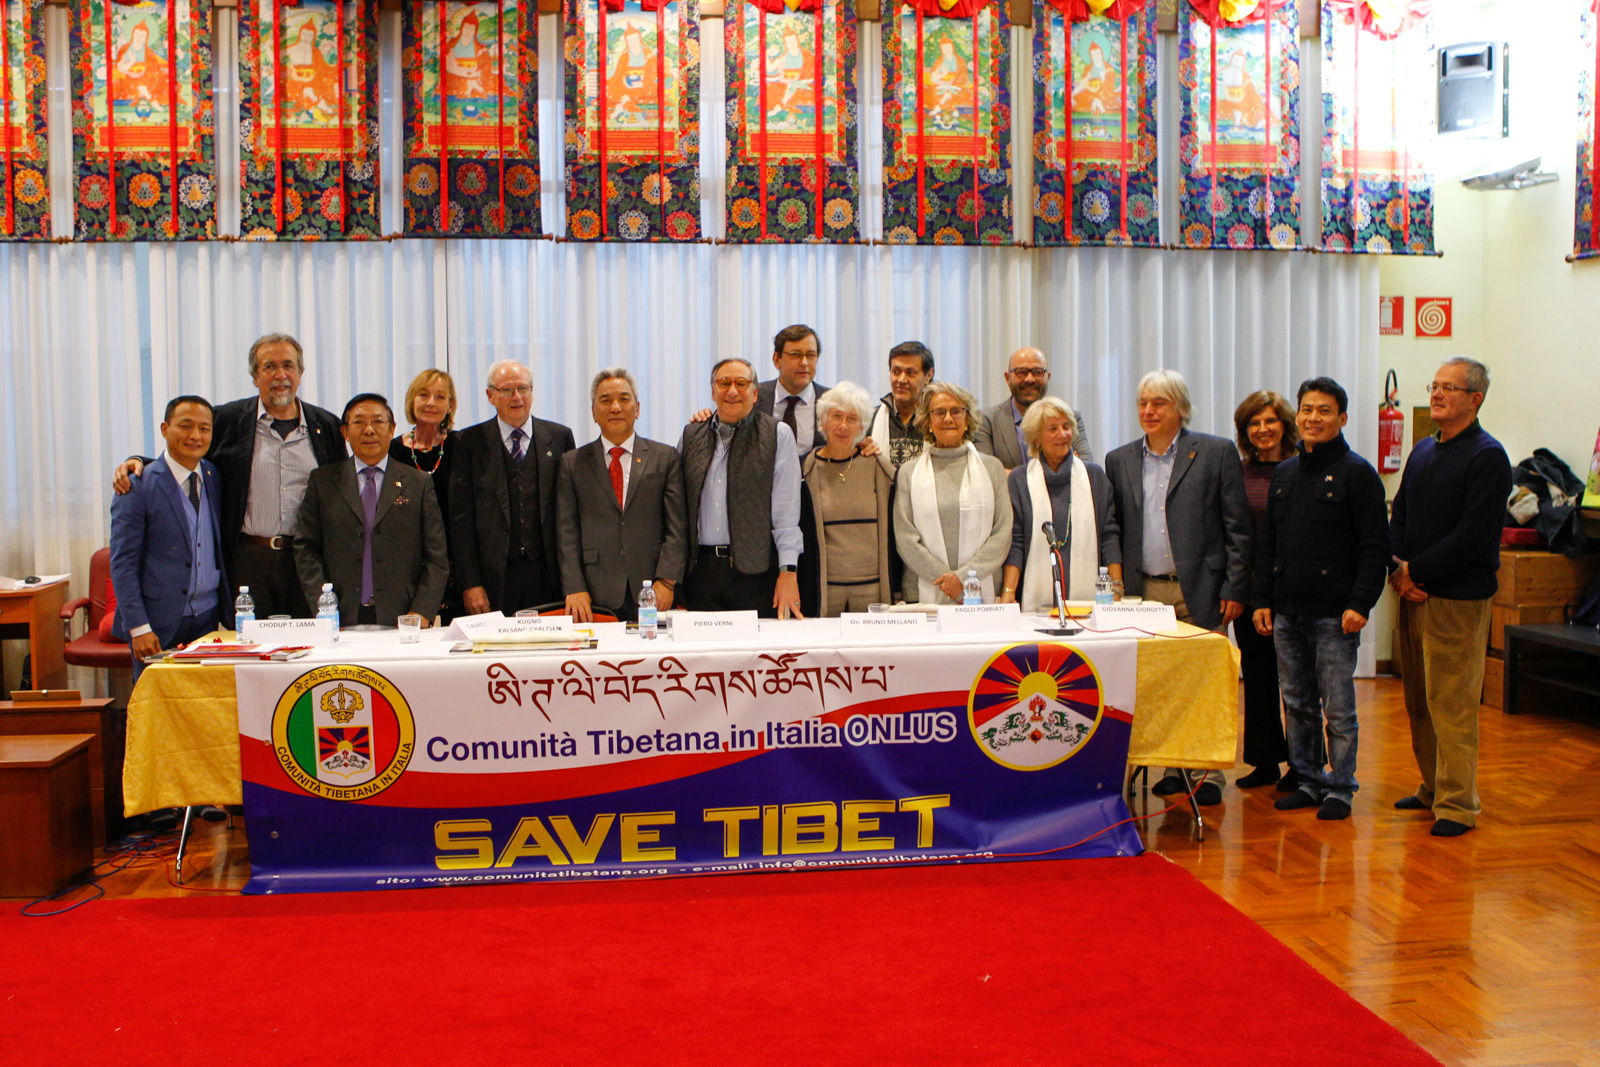 CHODUP T. LAMA
KUGNO
KALSANG GYALTSEN
PIERO VERNI
On. BRUNO MELLANO
PAOLO POBBIATI
GIOVANNA GIORGETTI
ཨི་ཊ་ལི་བོད་རིགས་ཚོགས་པ་
Comunità Tibetana in Italia ONLUS
COMUNITÀ TIBETANA IN ITALIA
SAVE TIBET
sito: www.comunitatibetana.org - e-mail: info@comunitatibetana.org